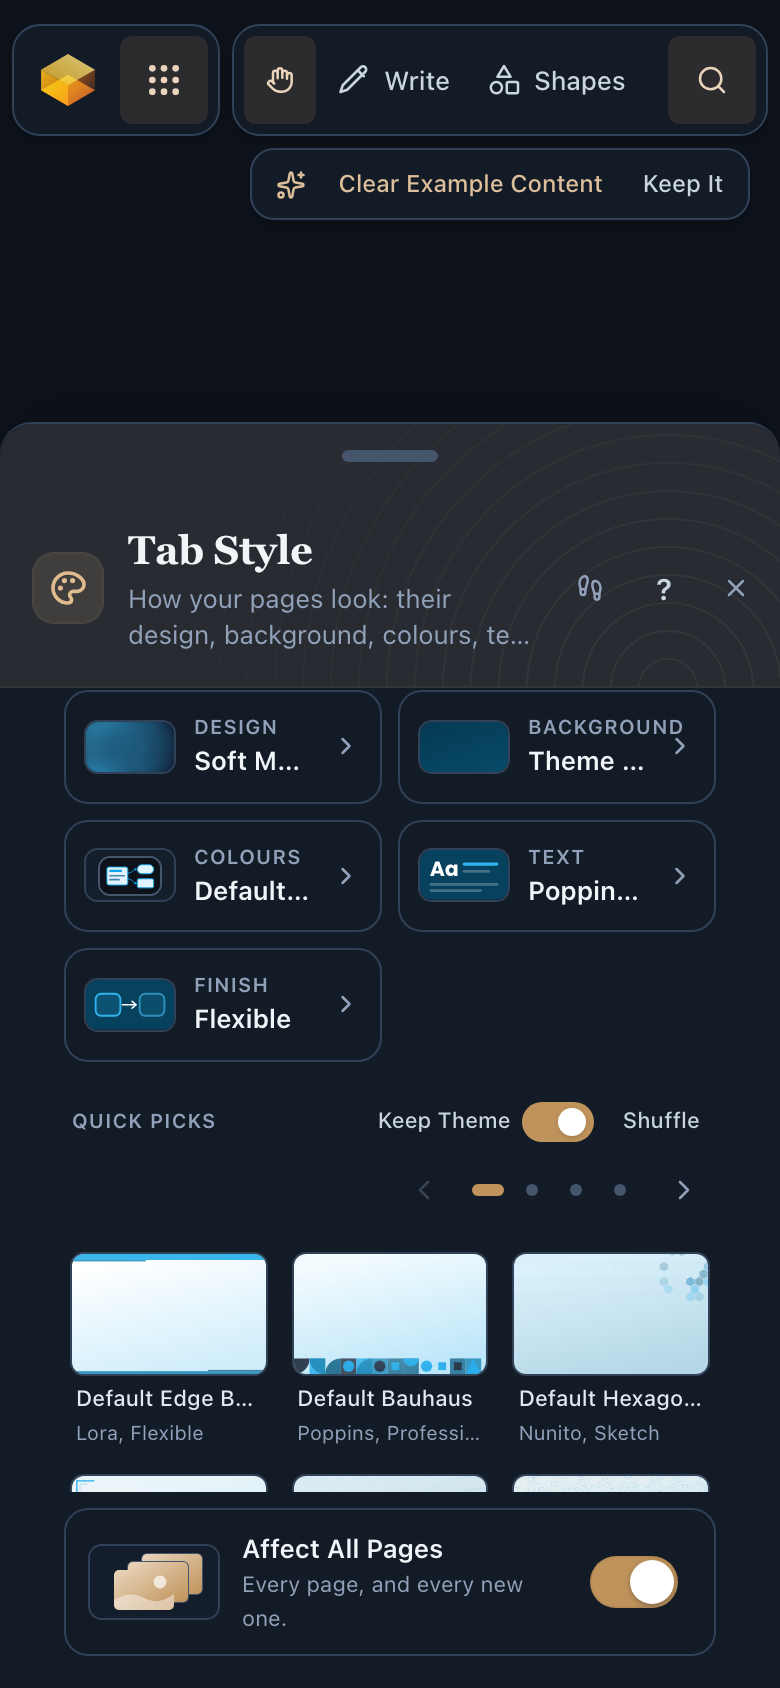 Write
Shapes
Clear Example Content
Keep It
Tab Style
How your pages look: their
design, background, colours, te...
?
DESIGN
Soft M...
BACKGROUND
Theme ...
COLOURS
Default...
Aa
TEXT
Poppin...
FINISH
Flexible
QUICK PICKS
Keep Theme
Shuffle
Default Edge B...
Lora, Flexible
Default Bauhaus
Poppins, Professi...
Default Hexago...
Nunito, Sketch
Affect All Pages
Every page, and every new
one.